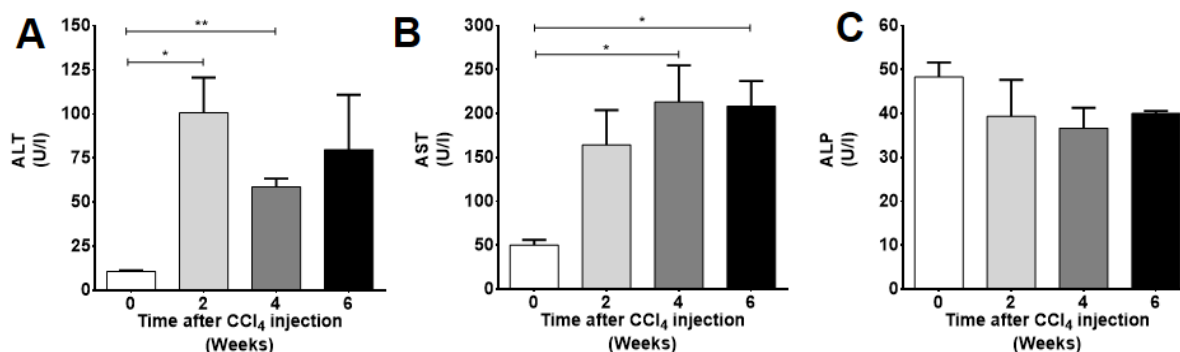 A
ALT
(U/l)
150
125
100
75
50
25
0
*
**
0 2 4 6
Time after CCl₄ injection
(Weeks)
B
AST
(U/l)
300
250
200
150
100
50
0
*
*
0 2 4 6
Time after CCl₄ injection
(Weeks)
C
ALP
(U/l)
60
50
40
30
20
10
0
0 2 4 6
Time after CCl₄ injection
(Weeks)